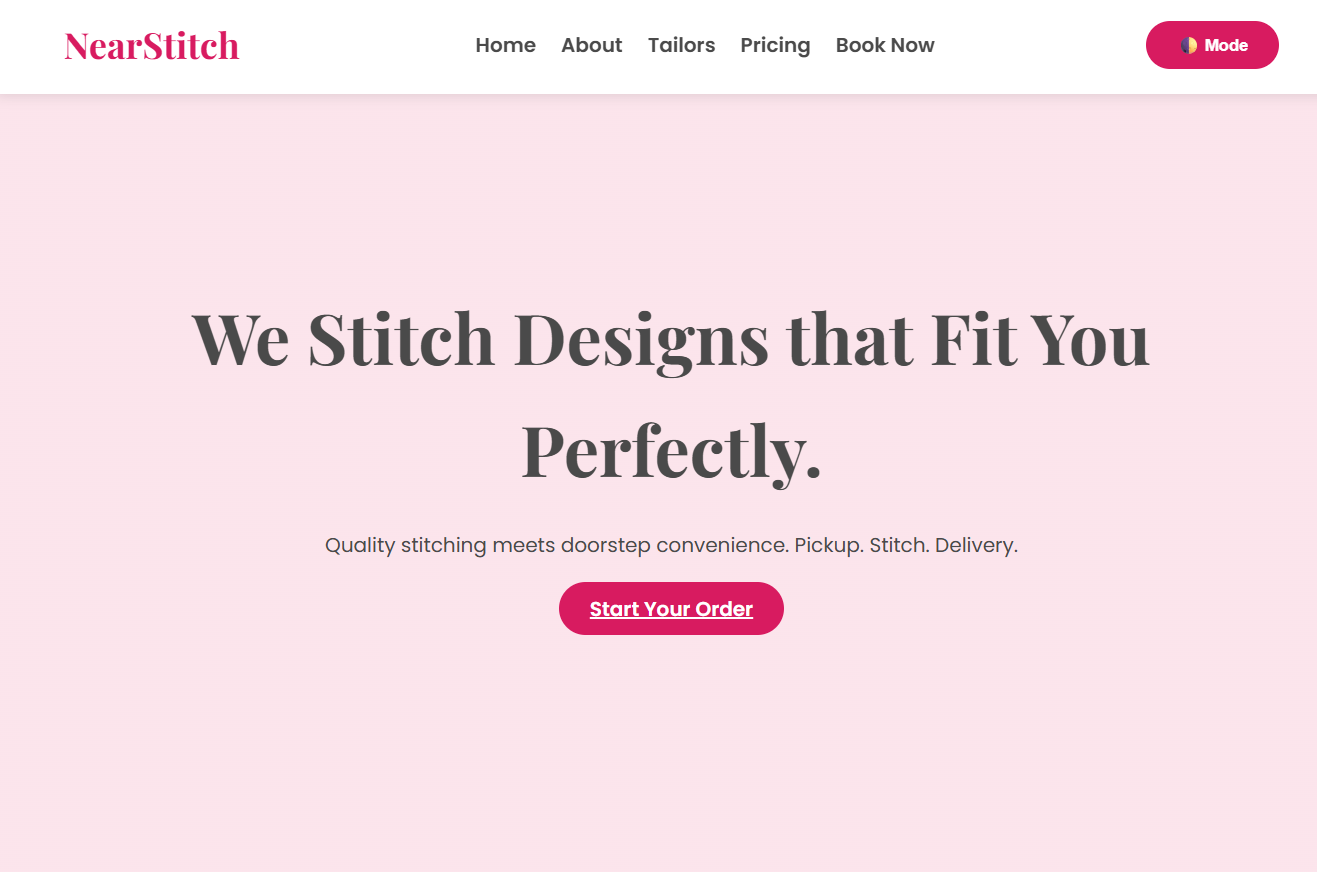 NearStitch
Home About Tailors Pricing Book Now
🌓 Mode
We Stitch Designs that Fit You
Perfectly.
Quality stitching meets doorstep convenience. Pickup. Stitch. Delivery.
Start Your Order